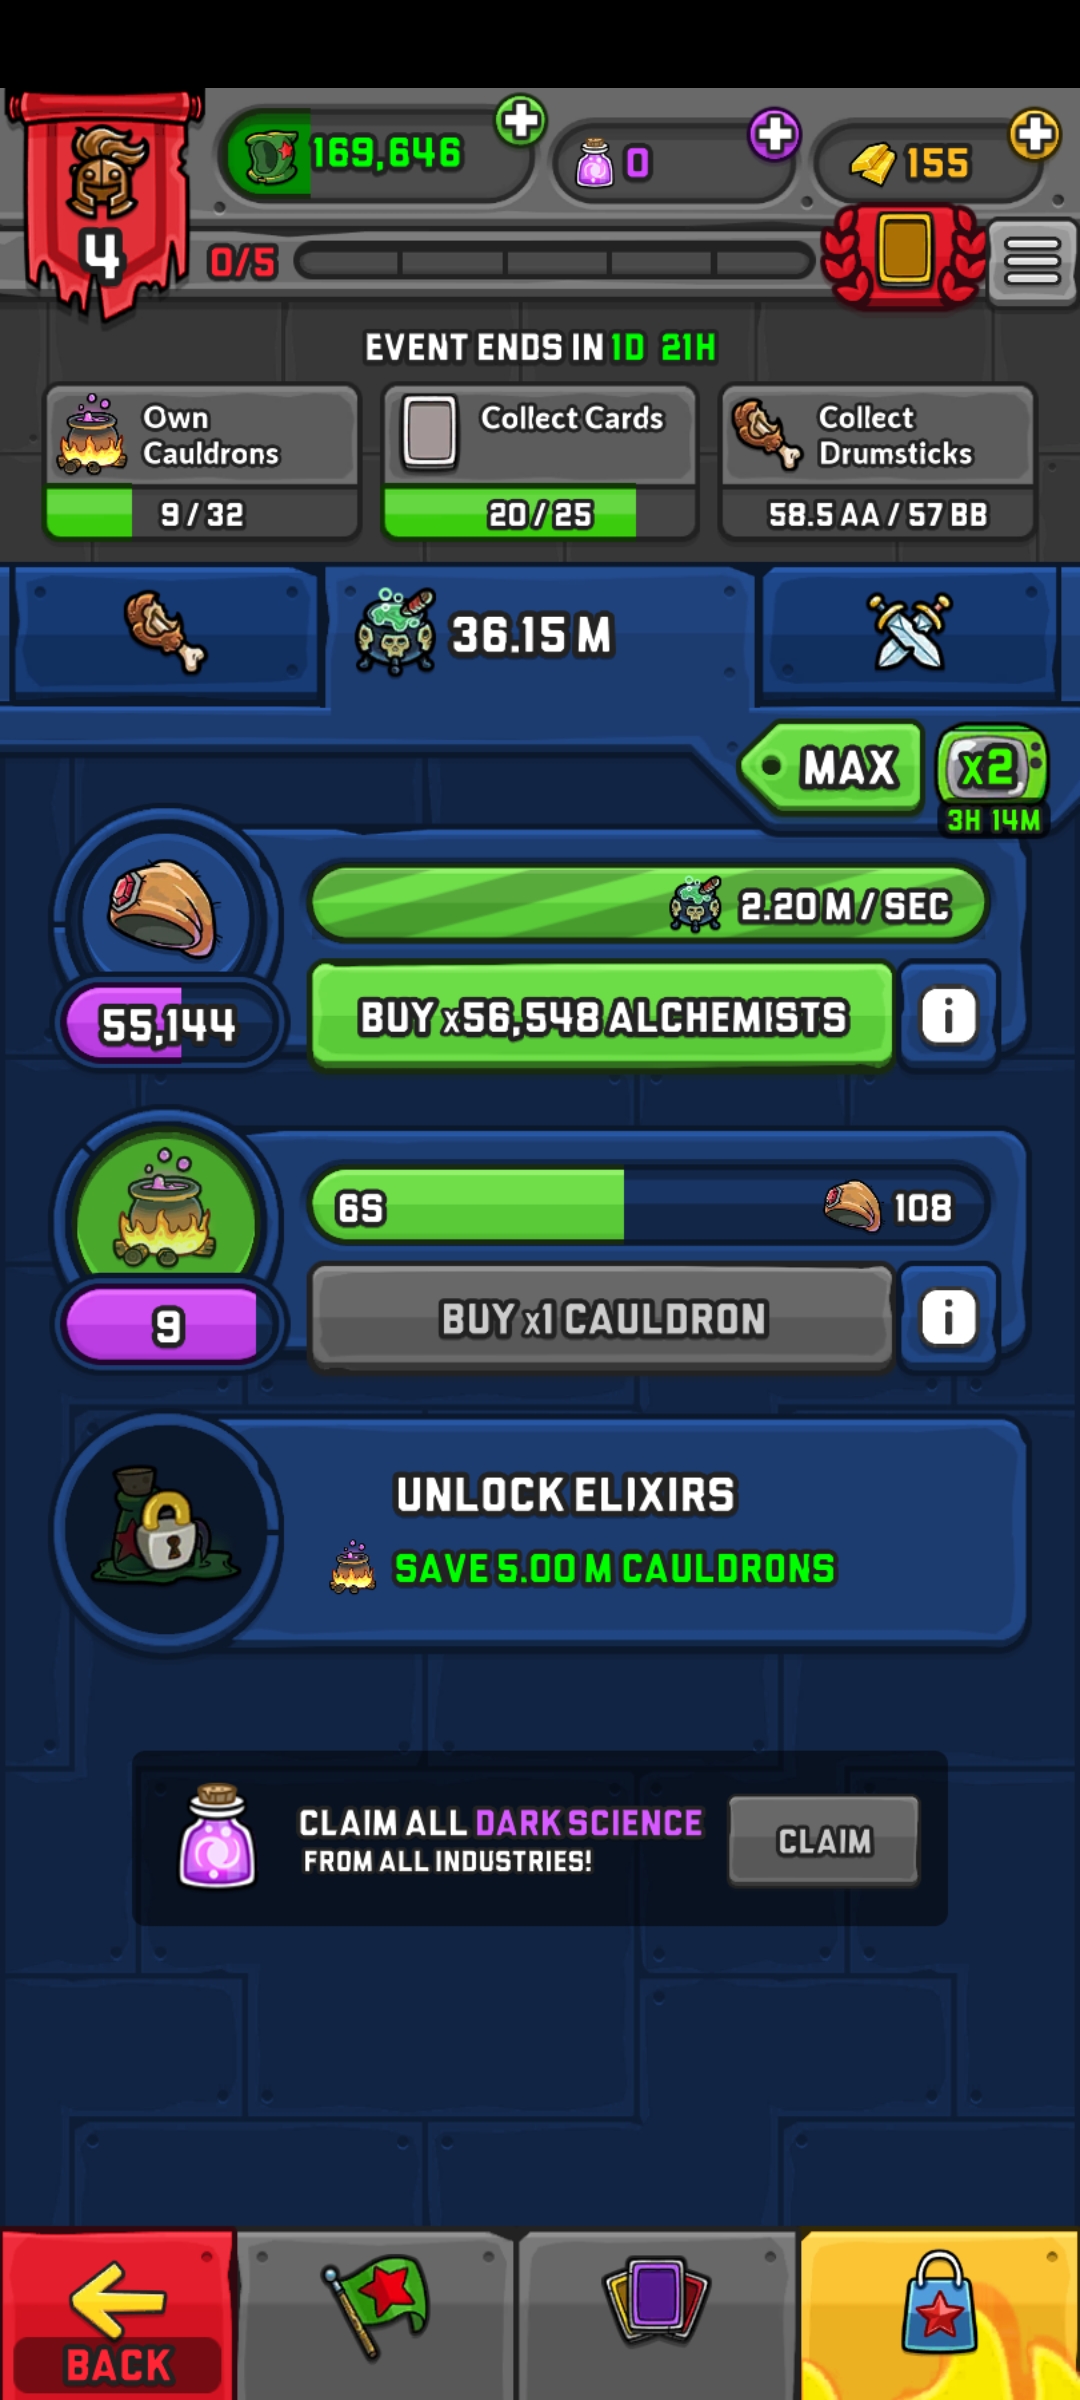 169,646
0
155
4
0/5
EVENT ENDS IN 1D 21H
Own Cauldrons
9/32
Collect Cards
20/25
Collect Drumsticks
58.5 AA / 57 BB
36.15 M
MAX
x2
3H 14M
2.20 M / SEC
55,144
BUY x56,548 ALCHEMISTS
i
6S
108
9
BUY x1 CAULDRON
i
UNLOCK ELIXIRS
SAVE 5.00 M CAULDRONS
CLAIM ALL DARK SCIENCE
FROM ALL INDUSTRIES!
CLAIM
BACK